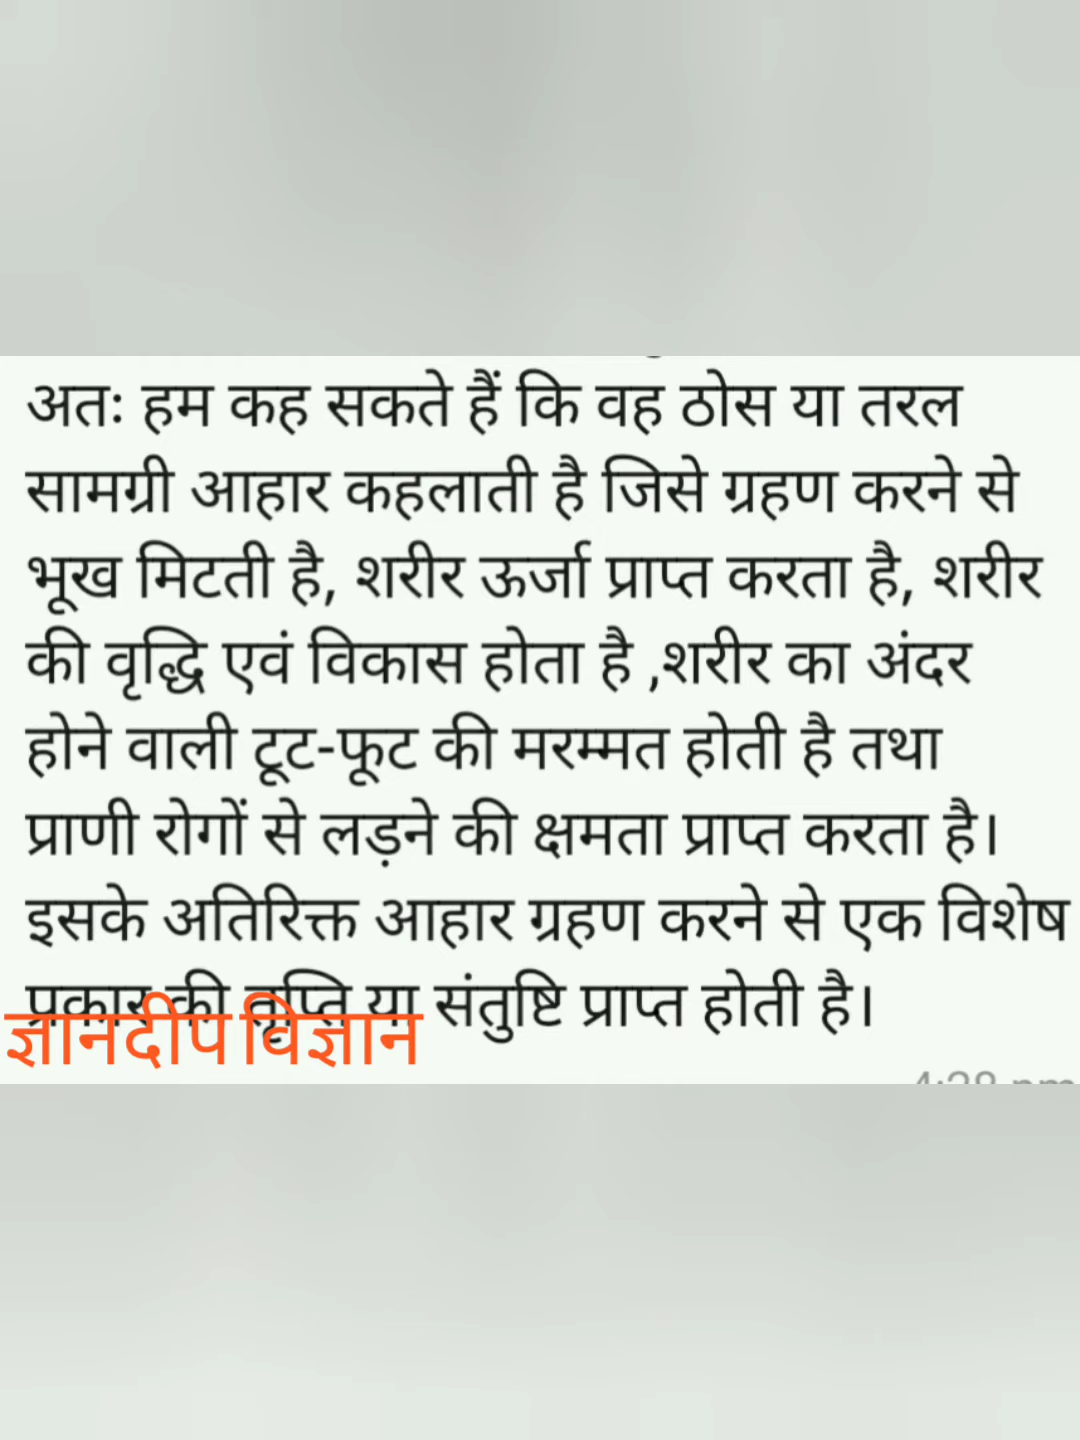 अतः हम कह सकते हैं कि वह ठोस या तरल
सामग्री आहार कहलाती है जिसे ग्रहण करने से
भूख मिटती है, शरीर ऊर्जा प्राप्त करता है, शरीर
की वृद्धि एवं विकास होता है ,शरीर का अंदर
होने वाली टूट-फूट की मरम्मत होती है तथा
प्राणी रोगों से लड़ने की क्षमता प्राप्त करता है।
इसके अतिरिक्त आहार ग्रहण करने से एक विशेष
प्रकार की तृप्ति या संतुष्टि प्राप्त होती है।
ज्ञानदीप विज्ञान